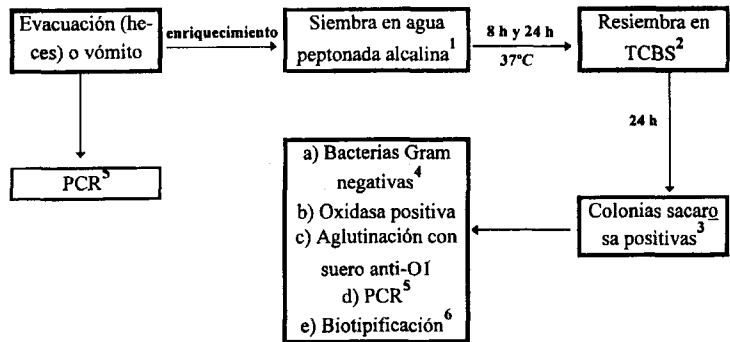 Evacuación (he-
ces) o vómito
enriquecimiento
Siembra en agua
peptonada alcalina1
8 h y 24 h
37ºC
Resiembra en
TCBS2
24 h
PCR5
a) Bacterias Gram
negativas4
b) Oxidasa positiva
c) Aglutinación con
suero anti-O1
d) PCR5
e) Biotipificación6
Colonias sacaro
sa positivas3